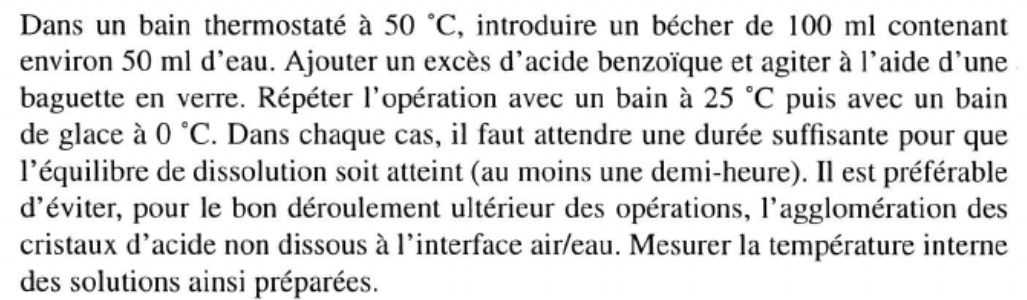 Dans un bain thermostaté à 50 °C, introduire un bécher de 100 ml contenant
environ 50 ml d'eau. Ajouter un excès d'acide benzoïque et agiter à l'aide d'une
baguette en verre. Répéter l'opération avec un bain à 25 °C puis avec un bain
de glace à 0 °C. Dans chaque cas, il faut attendre une durée suffisante pour que
l'équilibre de dissolution soit atteint (au moins une demi-heure). Il est préférable
d'éviter, pour le bon déroulement ultérieur des opérations, l'agglomération des
cristaux d'acide non dissous à l'interface air/eau. Mesurer la température interne
des solutions ainsi préparées.